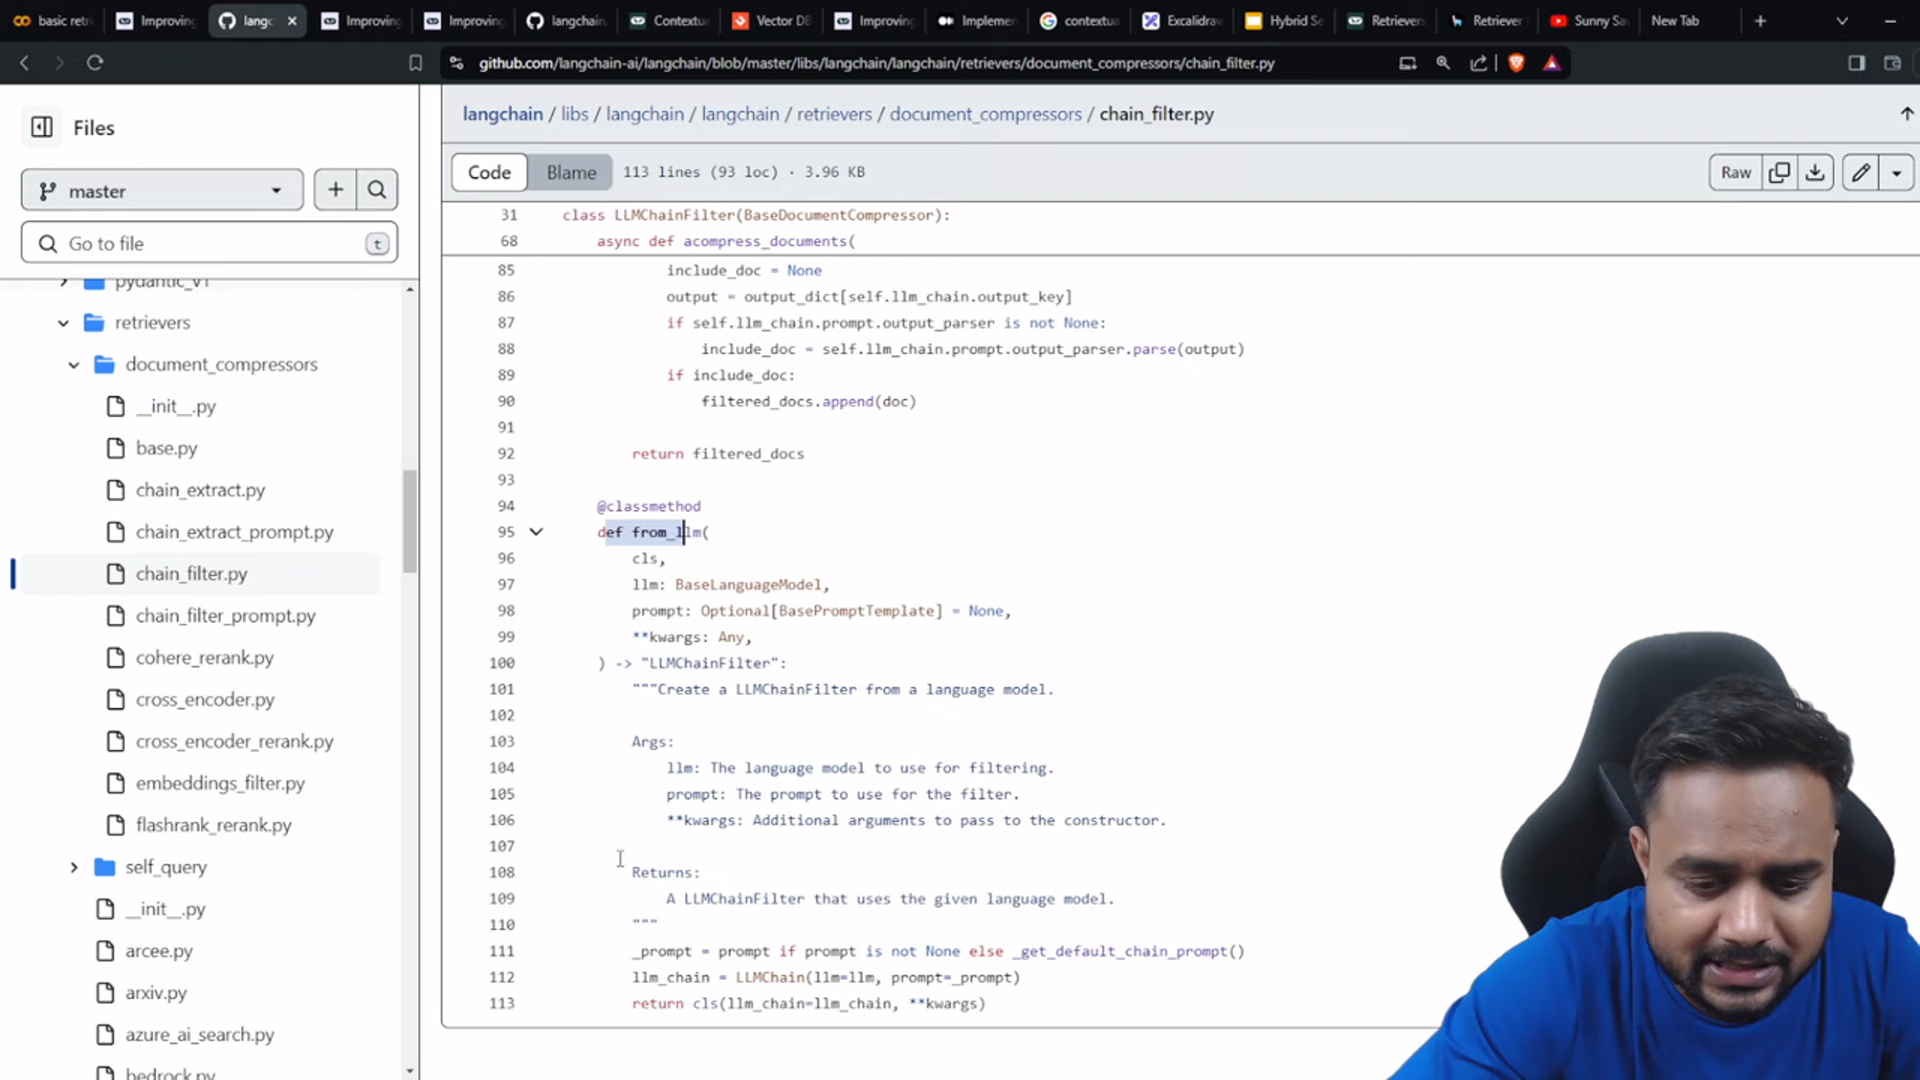 basic retri
Improving
langc
Improving
Improving
langchain
Contextu
Vector DB
Improving
Implemen
contextua
Excalidraw
Hybrid Se
Retriever
Retriever
Sunny Sa
New Tab
github.com/langchain-ai/langchain/blob/master/libs/langchain/langchain/retrievers/document_compressors/chain_filter.py
Files
master
Go to file
t
pydantic_v1
retrievers
document_compressors
__init__.py
base.py
chain_extract.py
chain_extract_prompt.py
chain_filter.py
chain_filter_prompt.py
cohere_rerank.py
cross_encoder.py
cross_encoder_rerank.py
embeddings_filter.py
flashrank_rerank.py
self_query
__init__.py
arcee.py
arxiv.py
azure_ai_search.py
bedrock.py
langchain / libs / langchain / langchain / retrievers / document_compressors / chain_filter.py
Code Blame 113 lines (93 loc) · 3.96 KB
Raw
31 class LLMChainFilter(BaseDocumentCompressor):
68 async def acompress_documents(
85 include_doc = None
86 output = output_dict[self.llm_chain.output_key]
87 if self.llm_chain.prompt.output_parser is not None:
88 include_doc = self.llm_chain.prompt.output_parser.parse(output)
89 if include_doc:
90 filtered_docs.append(doc)
91
92 return filtered_docs
93
94 @classmethod
95 def from_llm(
96 cls,
97 llm: BaseLanguageModel,
98 prompt: Optional[BasePromptTemplate] = None,
99 **kwargs: Any,
100 ) -> "LLMChainFilter":
101 """Create a LLMChainFilter from a language model.
102
103 Args:
104 llm: The language model to use for filtering.
105 prompt: The prompt to use for the filter.
106 **kwargs: Additional arguments to pass to the constructor.
107
108 Returns:
109 A LLMChainFilter that uses the given language model.
110 """
111 _prompt = prompt if prompt is not None else _get_default_chain_prompt()
112 llm_chain = LLMChain(llm=llm, prompt=_prompt)
113 return cls(llm_chain=llm_chain, **kwargs)